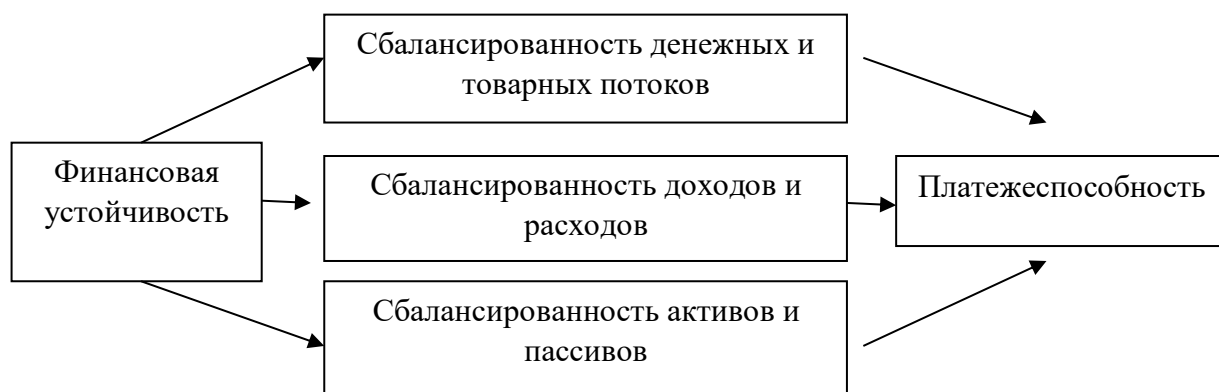 Сбалансированность денежных и
товарных потоков
Финансовая
устойчивость
Сбалансированность доходов и
расходов
Платежеспособность
Сбалансированность активов и
пассивов